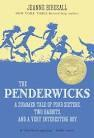 JEANNE BIRDSALL
THE
PENDERWICKS
A SUMMER TALE OF FOUR SISTERS,
TWO RABBITS,
AND A VERY INTERESTING BOY